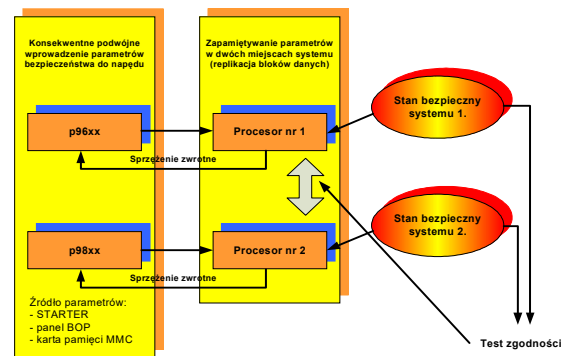 Konsekwentne podwójne
wprowadzenie parametrów
bezpieczeństwa do napędu
Zapamiętywanie parametrów
w dwóch miejscach systemu
(replikacja bloków danych)
p96xx
Procesor nr 1
Stan bezpieczny
systemu 1.
Sprzężenie zwrotne
p98xx
Procesor nr 2
Stan bezpieczny
systemu 2.
Sprzężenie zwrotne
Źródło parametrów:
- STARTER
- panel BOP
- karta pamięci MMC
Test zgodności